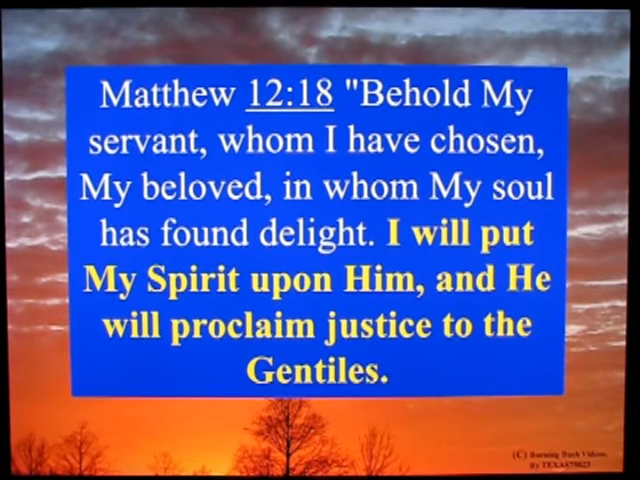 Matthew 12:18 "Behold My
servant, whom I have chosen,
My beloved, in whom My soul
has found delight. I will put
My Spirit upon Him, and He
will proclaim justice to the
Gentiles.
(C) Burning Bush Videos
By TEXAS75025